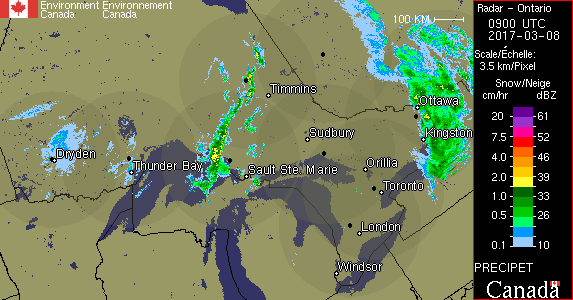 Environment Environnement
Canada Canada
100 KM
Timmins
Ottawa
Sudbury
Kingston
Dryden
Thunder Bay
Sault Ste. Marie
Orillia
Toronto
London
Windsor
Radar - Ontario
0900 UTC
2017-03-08
Scale/Échelle:
3.5 km/Pixel
Snow/Neige
cm/hr dBZ
20 61
7.5 52
4.0 46
2.0 39
1.0 33
0.5 26
0.1 10
PRECIPET
Canada